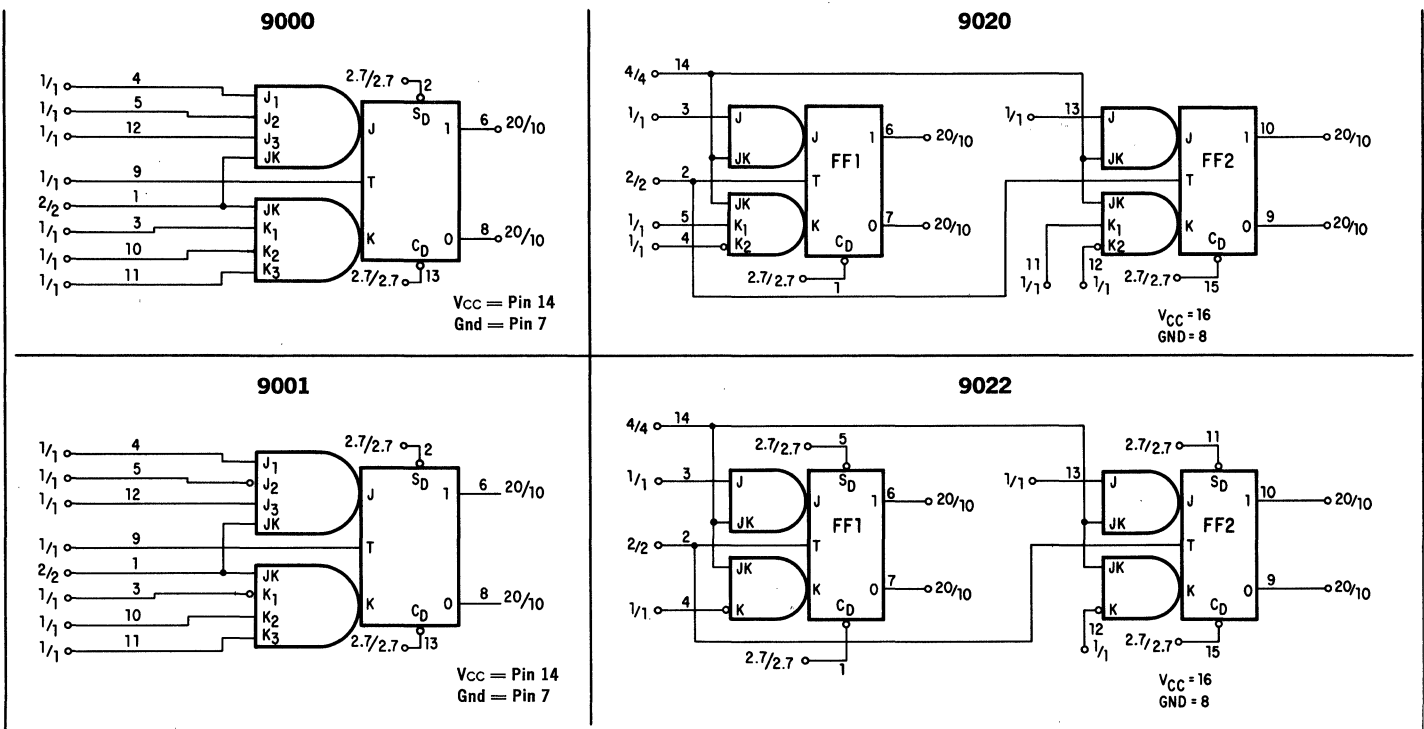 9000
1/1 4
1/1 5
1/1 12
1/1 9
2/2 1
1/1 3
1/1 10
1/1 11
J1
J2
J3
JK
JK
K1
K2
K3
2.7/2.7 2
SD
J 1
T
K 0
CD
6 20/10
8 20/10
2.7/2.7 13
VCC = Pin 14
Gnd = Pin 7
9020
4/4 14
1/1 3
2/2 2
1/1 5
1/1 4
J
JK
JK
K1
K2
J 1
FF1
T
K 0
CD
6 20/10
7 20/10
2.7/2.7 1
1/1 13
J
JK
JK
K1
K2
11 1/1
12 1/1
J 1
FF2
T
K 0
CD
10 20/10
9 20/10
2.7/2.7 15
VCC = 16
GND = 8
9001
1/1 4
1/1 5
1/1 12
1/1 9
2/2 1
1/1 3
1/1 10
1/1 11
J1
J2
J3
JK
JK
K1
K2
K3
2.7/2.7 2
SD
J 1
T
K 0
CD
6 20/10
8 20/10
2.7/2.7 13
VCC = Pin 14
Gnd = Pin 7
9022
4/4 14
1/1 3
2/2 2
1/1 4
J
JK
JK
K
2.7/2.7 5
SD
J 1
FF1
T
K 0
CD
6 20/10
7 20/10
2.7/2.7 1
1/1 13
J
JK
JK
K
12 1/1
2.7/2.7 11
SD
J 1
FF2
T
K 0
CD
10 20/10
9 20/10
2.7/2.7 15
VCC = 16
GND = 8